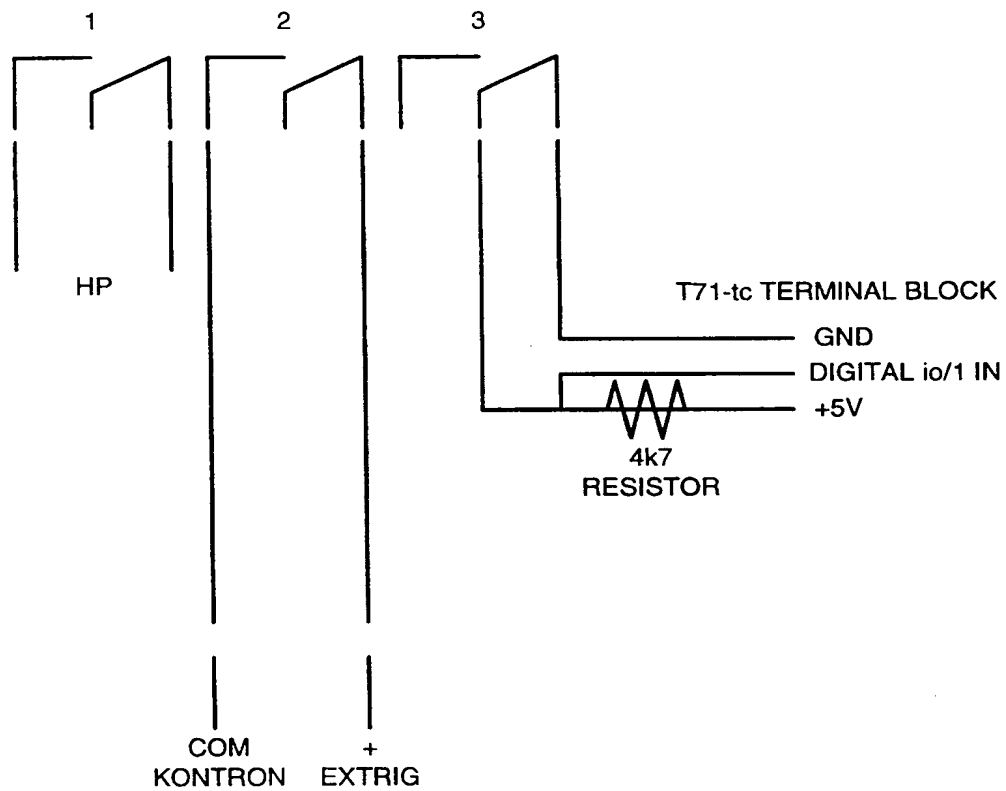 1 2 3
HP
T71-tc TERMINAL BLOCK
GND
DIGITAL io/1 IN
+5V
4k7
RESISTOR
COM +
KONTRON EXTRIG